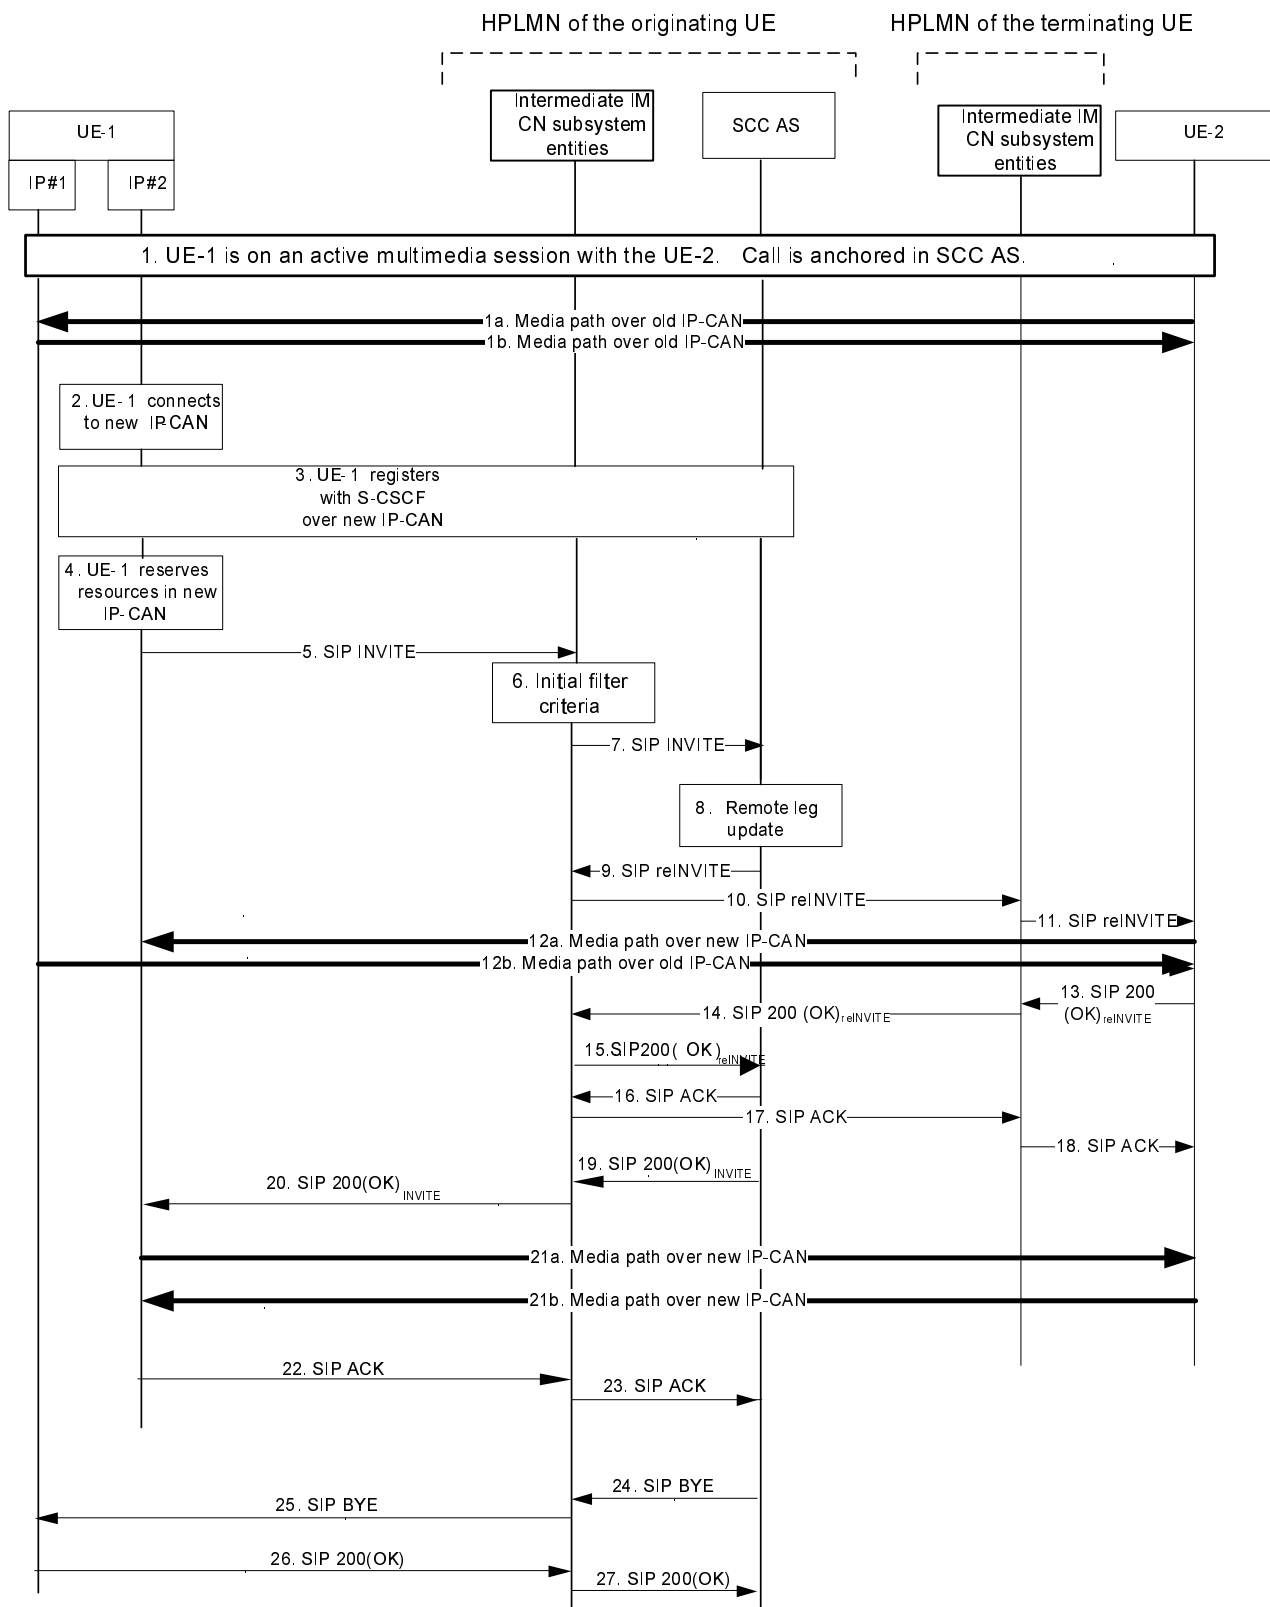 HPLMN of the originating UE
HPLMN of the terminating UE
Intermediate IM
CN subsystem
entities
SCC AS
Intermediate IM
CN subsystem
entities
UE-2
UE-1
IP#1
IP#2
1. UE-1 is on an active multimedia session with the UE-2. Call is anchored in SCC AS.
1a. Media path over old IP-CAN
1b. Media path over old IP-CAN
2. UE-1 connects
to new IP-CAN
3. UE-1 registers
with S-CSCF
over new IP-CAN
4. UE-1 reserves
resources in new
IP-CAN
5. SIP INVITE
6. Initial filter
criteria
7. SIP INVITE
8. Remote leg
update
9. SIP reINVITE
10. SIP reINVITE
11. SIP reINVITE
12a. Media path over new IP-CAN
12b. Media path over old IP-CAN
13. SIP 200
(OK)reINVITE
14. SIP 200 (OK)reINVITE
15.SIP200( OK)reINVITE
16. SIP ACK
17. SIP ACK
18. SIP ACK
19. SIP 200(OK)INVITE
20. SIP 200(OK)INVITE
21a. Media path over new IP-CAN
21b. Media path over new IP-CAN
22. SIP ACK
23. SIP ACK
24. SIP BYE
25. SIP BYE
26. SIP 200(OK)
27. SIP 200(OK)